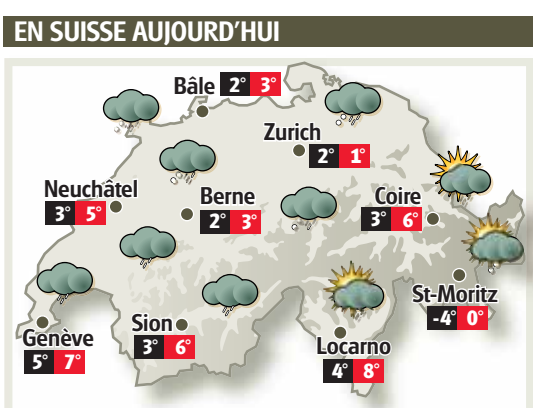 EN SUISSE AUJOURD'HUI
Bâle 2° 3°
Zurich
2° 1°
Neuchâtel
3° 5°
Berne
2° 3°
Coire
3° 6°
St-Moritz
-4° 0°
Genève
5° 7°
Sion
3° 6°
Locarno
4° 8°